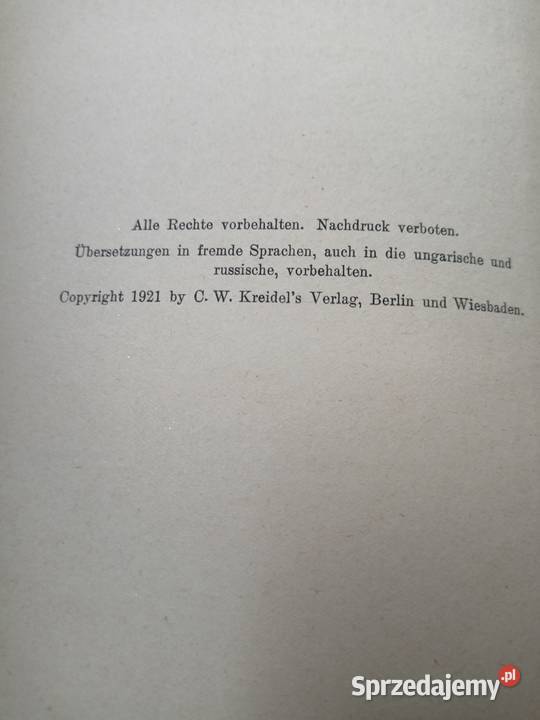 Alle Rechte vorbehalten. Nachdruck verboten.
Übersetzungen in fremde Sprachen, auch in die ungarische und
russische, vorbehalten.
Copyright 1921 by C. W. Kreidel's Verlag, Berlin und Wiesbaden.
Sprzedajemy.pl